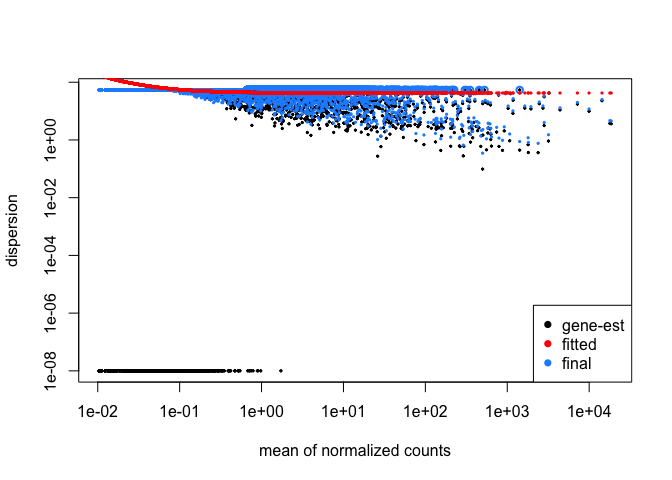 dispersion
1e+00
1e-02
1e-04
1e-06
1e-08
gene-est
fitted
final
1e-02 1e-01 1e+00 1e+01 1e+02 1e+03 1e+04
mean of normalized counts